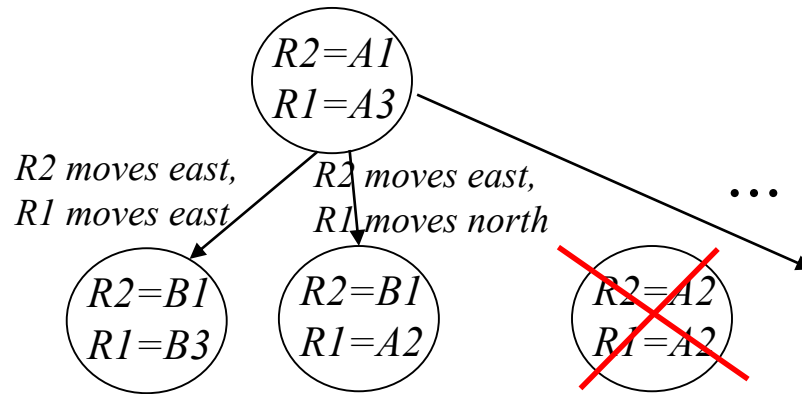 R2=A1
R1=A3
R2 moves east,
R1 moves east
R2 moves east,
R1 moves north
...
R2=B1
R1=B3
R2=B1
R1=A2
R2=A2
R1=A2